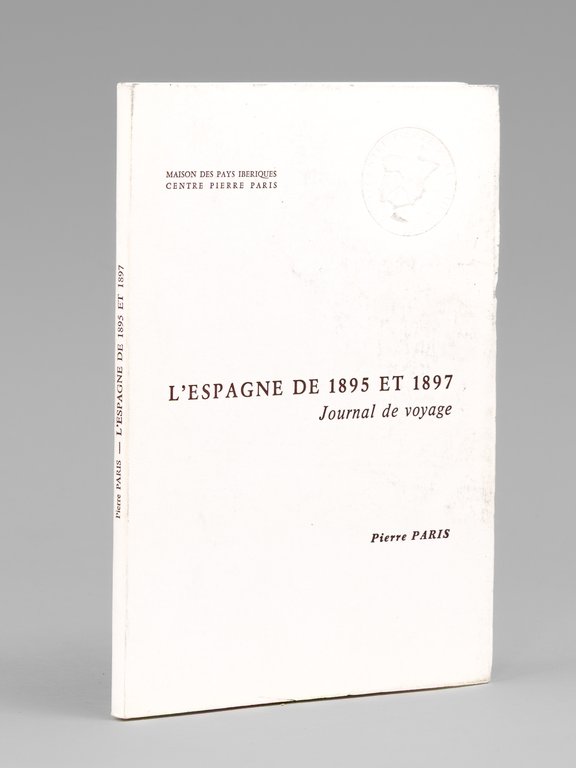 MAISON DES PAYS IBERIQUES
CENTRE PIERRE PARIS
L'ESPAGNE DE 1895 ET 1897
Journal de voyage
Pierre PARIS
Pierre PARIS — L'ESPAGNE DE 1895 ET 1897